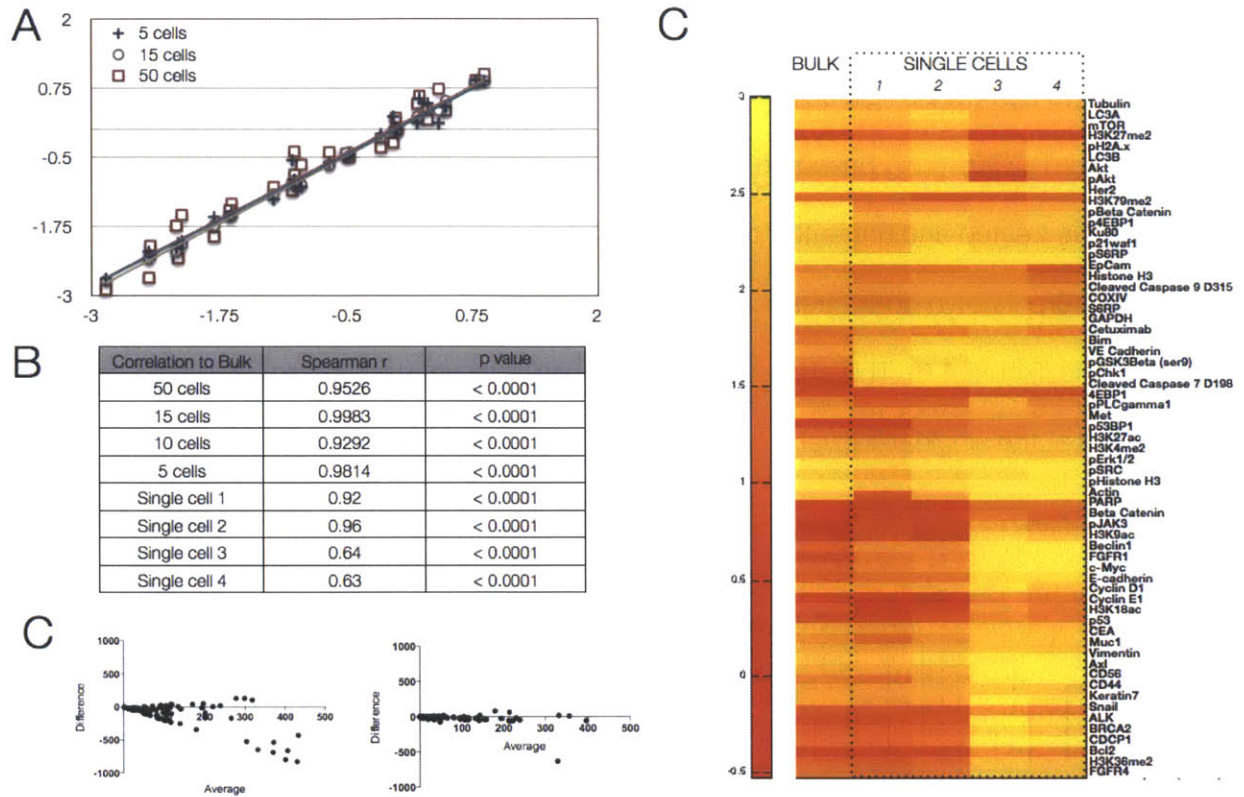 A
2
0.75
-0.5
-1.75
-3
5 cells
15 cells
50 cells
-3 -1.75 -0.5 0.75 2
B
Correlation to Bulk Spearman r p value
50 cells 0.9526 < 0.0001
15 cells 0.9983 < 0.0001
10 cells 0.9292 < 0.0001
5 cells 0.9814 < 0.0001
Single cell 1 0.92 < 0.0001
Single cell 2 0.96 < 0.0001
Single cell 3 0.64 < 0.0001
Single cell 4 0.63 < 0.0001
C
1000
500
0
-500
-1000
Difference
200 300 400 500
Average
1000
500
0
-500
-1000
Difference
100 200 300 400 500
Average
C
BULK SINGLE CELLS
1 2 3 4
3
2.5
2
1.5
1
0.5
0
-0.5
Tubulin
LC3A
mTOR
H3K27me2
pH2A.x
LC3B
Akt
pAkt
Her2
H3K79me2
pBeta Catenin
p4EBP1
Ku80
p21waf1
pS6RP
EpCam
Histone H3
Cleaved Caspase 9 D315
COXIV
S6RP
GAPDH
Cetuximab
Bim
VE Cadherin
pGSK3Beta (ser9)
pChk1
Cleaved Caspase 7 D198
4EBP1
pPLCgamma1
Met
p53BP1
H3K27ac
H3K4me2
pErk1/2
pSRC
pHistone H3
Actin
PARP
Beta Catenin
pJAK3
H3K9ac
Beclin1
FGFR1
c-Myc
E-cadherin
Cyclin D1
Cyclin E1
H3K18ac
p53
CEA
Muc1
Vimentin
Axl
CD56
CD44
Keratin7
Snail
ALK
BRCA2
CDCP1
Bcl2
H3K36me2
FGFR4